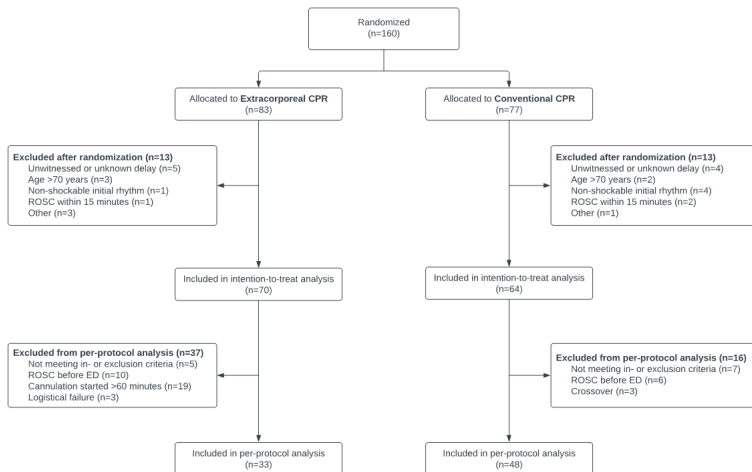 Randomized
(n=160)
Allocated to Extracorporeal CPR
(n=83)
Allocated to Conventional CPR
(n=77)
Excluded after randomization (n=13)
Unwitnessed or unknown delay (n=5)
Age >70 years (n=3)
Non-shockable initial rhythm (n=1)
ROSC within 15 minutes (n=1)
Other (n=3)
Excluded after randomization (n=13)
Unwitnessed or unknown delay (n=4)
Age >70 years (n=2)
Non-shockable initial rhythm (n=4)
ROSC within 15 minutes (n=2)
Other (n=1)
Included in intention-to-treat analysis
(n=70)
Included in intention-to-treat analysis
(n=64)
Excluded from per-protocol analysis (n=37)
Not meeting in- or exclusion criteria (n=5)
ROSC before ED (n=10)
Cannulation started >60 minutes (n=19)
Logistical failure (n=3)
Excluded from per-protocol analysis (n=16)
Not meeting in- or exclusion criteria (n=7)
ROSC before ED (n=6)
Crossover (n=3)
Included in per-protocol analysis
(n=33)
Included in per-protocol analysis
(n=48)